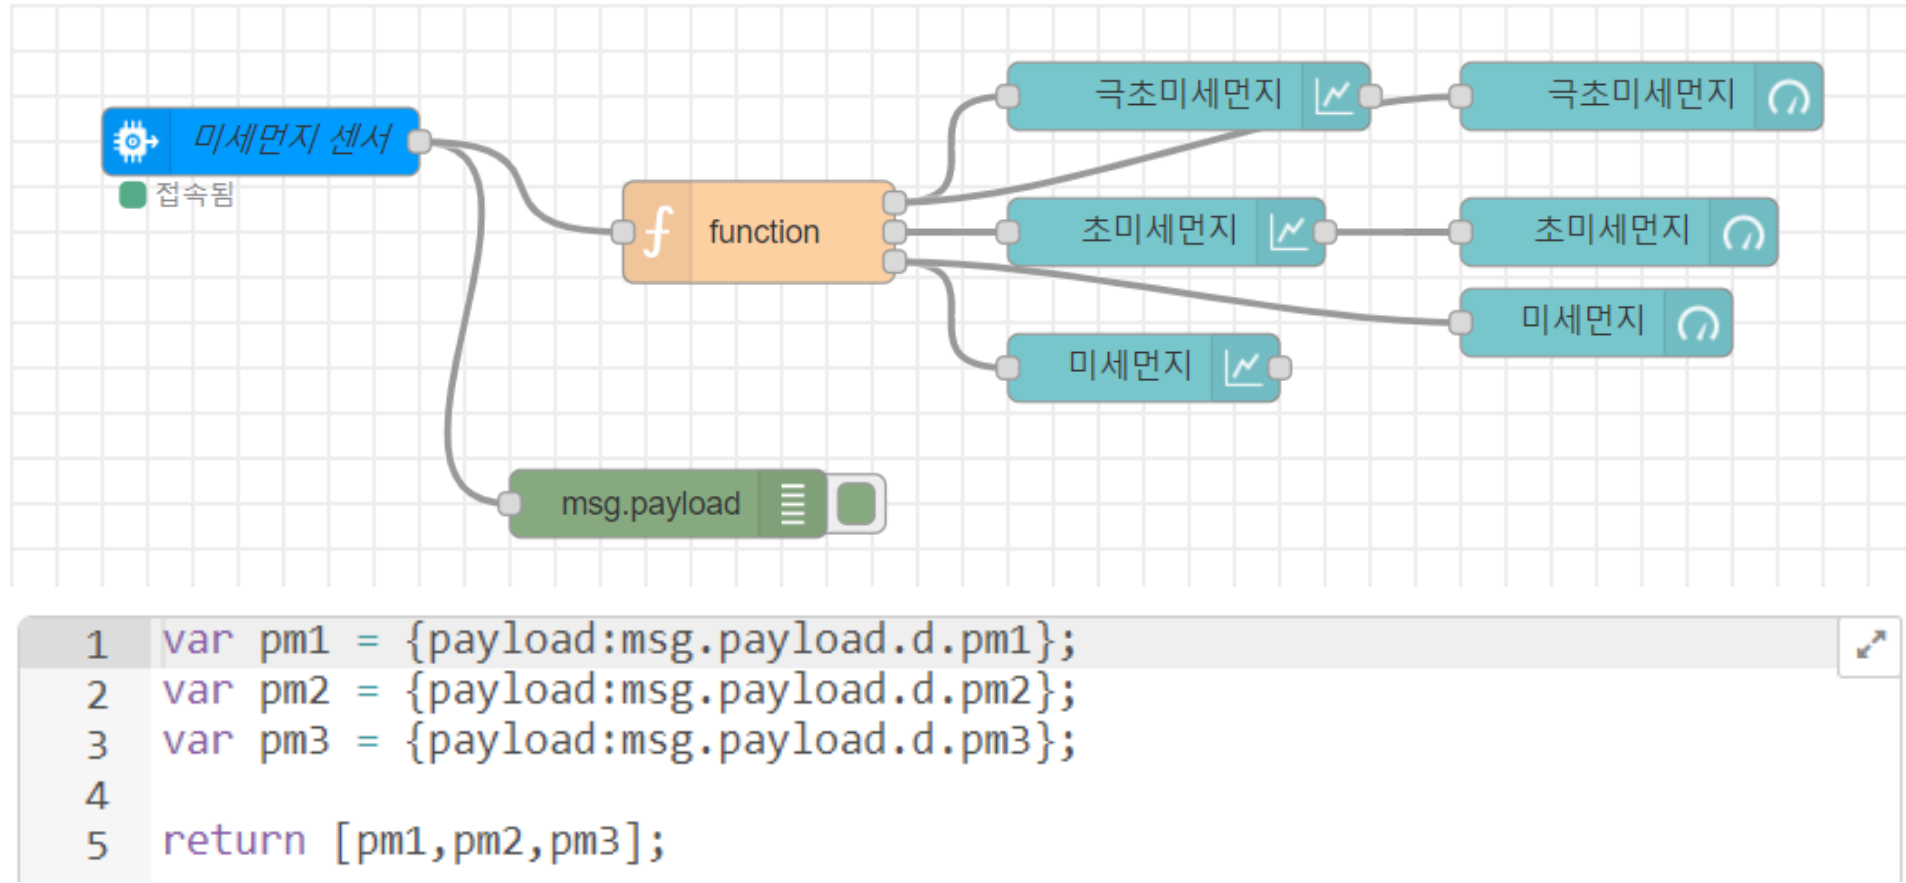 미세먼지 센서
접속됨
function
극초미세먼지
극초미세먼지
초미세먼지
초미세먼지
미세먼지
미세먼지
msg.payload
1 var pm1 = {payload:msg.payload.d.pm1};
2 var pm2 = {payload:msg.payload.d.pm2};
3 var pm3 = {payload:msg.payload.d.pm3};
4
5 return [pm1,pm2,pm3];